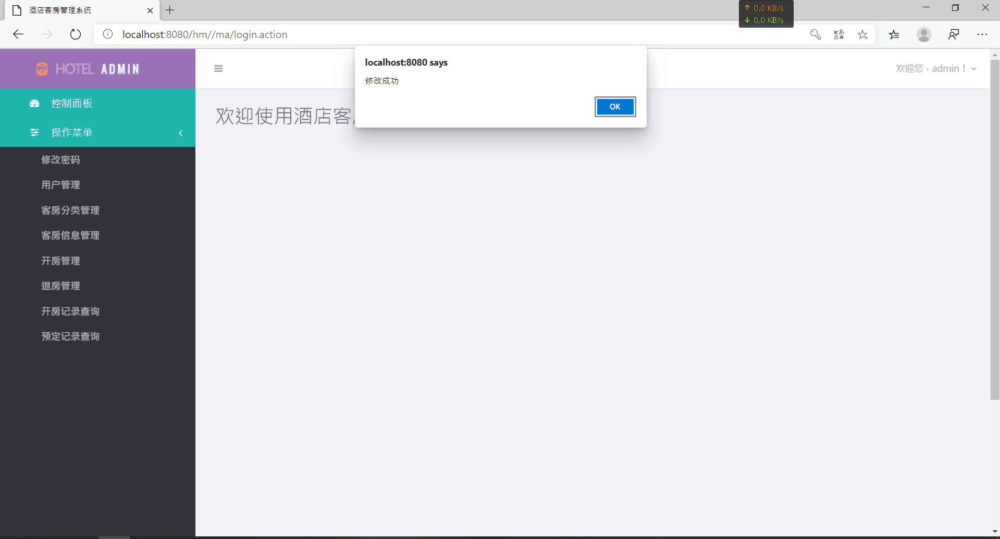 酒店客房管理系统
↑ 0.0 KB/s
↓ 0.0 KB/s
localhost:8080/hm//ma/login.action
HOTEL ADMIN
localhost:8080 says
修改成功
OK
欢迎您，admin！
控制面板
操作菜单
欢迎使用酒店客
修改密码
用户管理
客房分类管理
客房信息管理
开房管理
退房管理
开房记录查询
预定记录查询